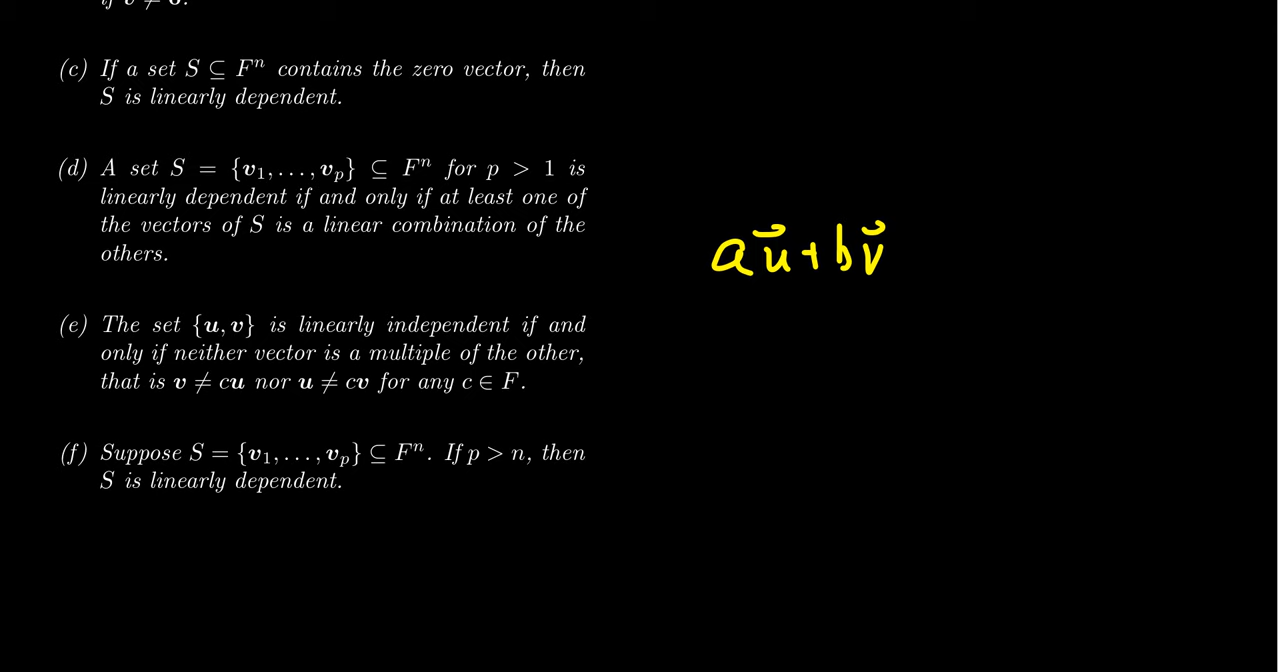 if v ≠ 0.
(c) If a set S ⊆ Fⁿ contains the zero vector, then
S is linearly dependent.
(d) A set S = {v₁, . . . , vₚ} ⊆ Fⁿ for p > 1 is
linearly dependent if and only if at least one of
the vectors of S is a linear combination of the
others.
a u⃗ + b v⃗
(e) The set {u, v} is linearly independent if and
only if neither vector is a multiple of the other,
that is v ≠ cu nor u ≠ cv for any c ∈ F.
(f) Suppose S = {v₁, . . . , vₚ} ⊆ Fⁿ. If p > n, then
S is linearly dependent.